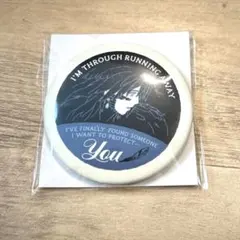 I'M THROUGH RUNNING AWAY
I'VE FINALLY FOUND SOMEONE
I WANT TO PROTECT...
You